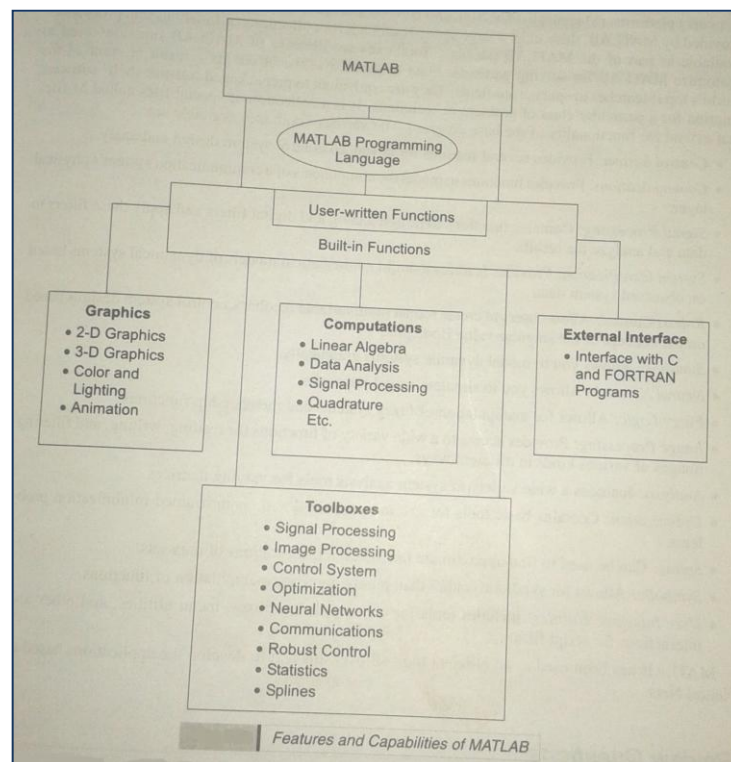 MATLAB
MATLAB Programming
Language
User-written Functions
Built-in Functions
Graphics
• 2-D Graphics
• 3-D Graphics
• Color and
Lighting
• Animation
Computations
• Linear Algebra
• Data Analysis
• Signal Processing
• Quadrature
Etc.
External Interface
• Interface with C
and FORTRAN
Programs
Toolboxes
• Signal Processing
• Image Processing
• Control System
• Optimization
• Neural Networks
• Communications
• Robust Control
• Statistics
• Splines
Features and Capabilities of MATLAB